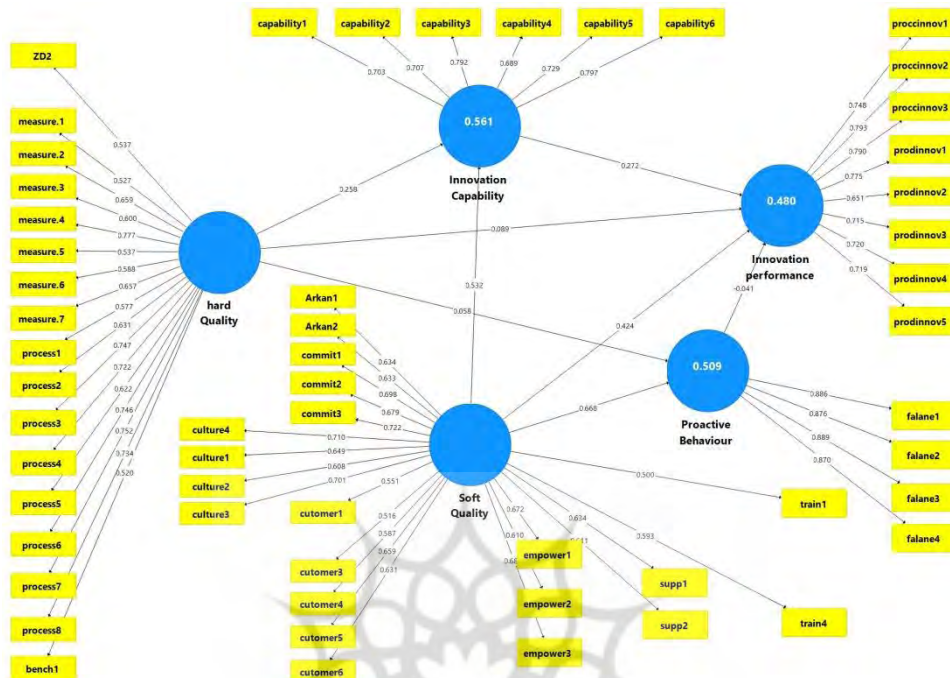 capability1
capability2
capability3
capability4
capability5
capability6
0.703
0.707
0.792
0.689
0.729
0.797
0.561
Innovation
Capability
ZD2
measure.1
measure.2
measure.3
measure.4
measure.5
measure.6
measure.7
process1
process2
process3
process4
process5
process6
process7
process8
bench1
0.537
0.527
0.659
0.600
0.777
0.537
0.588
0.637
0.577
0.631
0.747
0.722
0.622
0.746
0.752
0.734
0.520
hard
Quality
0.258
0.089
0.058
0.532
0.272
0.424
0.668
-0.041
proccinnov1
proccinnov2
proccinnov3
prodinnov1
prodinnov2
prodinnov3
prodinnov4
prodinnov5
0.748
0.793
0.790
0.775
0.651
0.715
0.720
0.719
0.480
Innovation
performance
0.509
Proactive
Behaviour
0.886
0.876
0.889
0.870
falane1
falane2
falane3
falane4
Arkan1
Arkan2
commit1
commit2
commit3
0.634
0.633
0.698
0.679
0.722
culture4
culture1
culture2
culture3
0.710
0.649
0.608
0.701
Soft
Quality
cutomer1
cutomer3
cutomer4
cutomer5
cutomer6
0.551
0.516
0.587
0.659
0.631
0.672
0.610
empower1
empower2
empower3
0.634
supp1
supp2
0.500
train1
0.593
train4